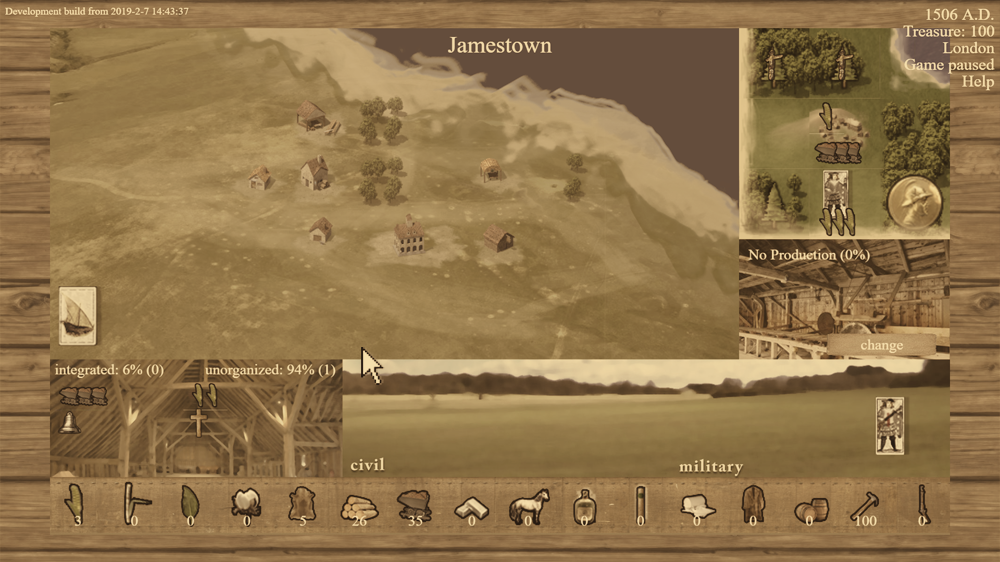 Development build from 2019-2-7 14:43:37
1506 A.D.
Treasure: 100
London
Game paused
Help
Jamestown
No Production (0%)
change
integrated: 6% (0)
unorganized: 94% (1)
civil
military
3
0
0
0
5
26
35
0
0
0
0
0
0
0
100
0